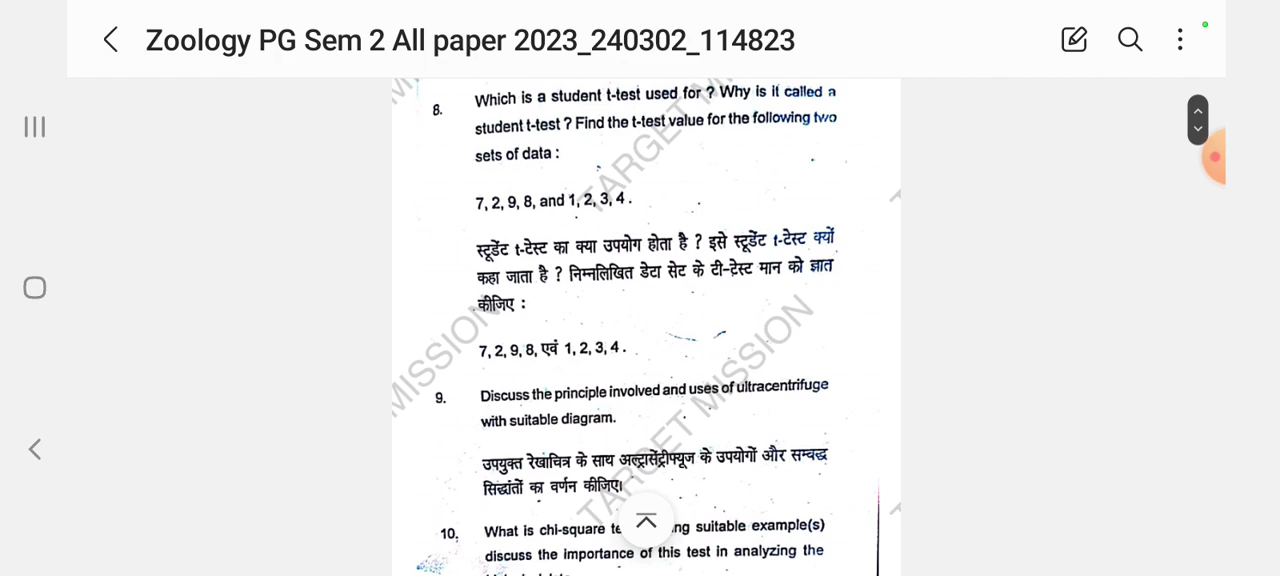 Zoology PG Sem 2 All paper 2023_240302_114823
8. Which is a student t-test used for ? Why is it called a
student t-test ? Find the t-test value for the following two
sets of data :
7, 2, 9, 8, and 1, 2, 3, 4 .
स्टूडेंट t-टेस्ट का क्या उपयोग होता है ? इसे स्टूडेंट t-टेस्ट क्यों
कहा जाता है ? निम्नलिखित डेटा सेट के टी-टेस्ट मान को ज्ञात
कीजिए :
7, 2, 9, 8, एवं 1, 2, 3, 4 .
9. Discuss the principle involved and uses of ultracentrifuge
with suitable diagram.
उपयुक्त रेखाचित्र के साथ अल्ट्रासेंट्रीफ्यूज के उपयोगों और सम्बद्ध
सिद्धांतों का वर्णन कीजिए।
10. What is chi-square suitable example(s)
discuss the importance of this test in analyzing the
TARGET MISSION